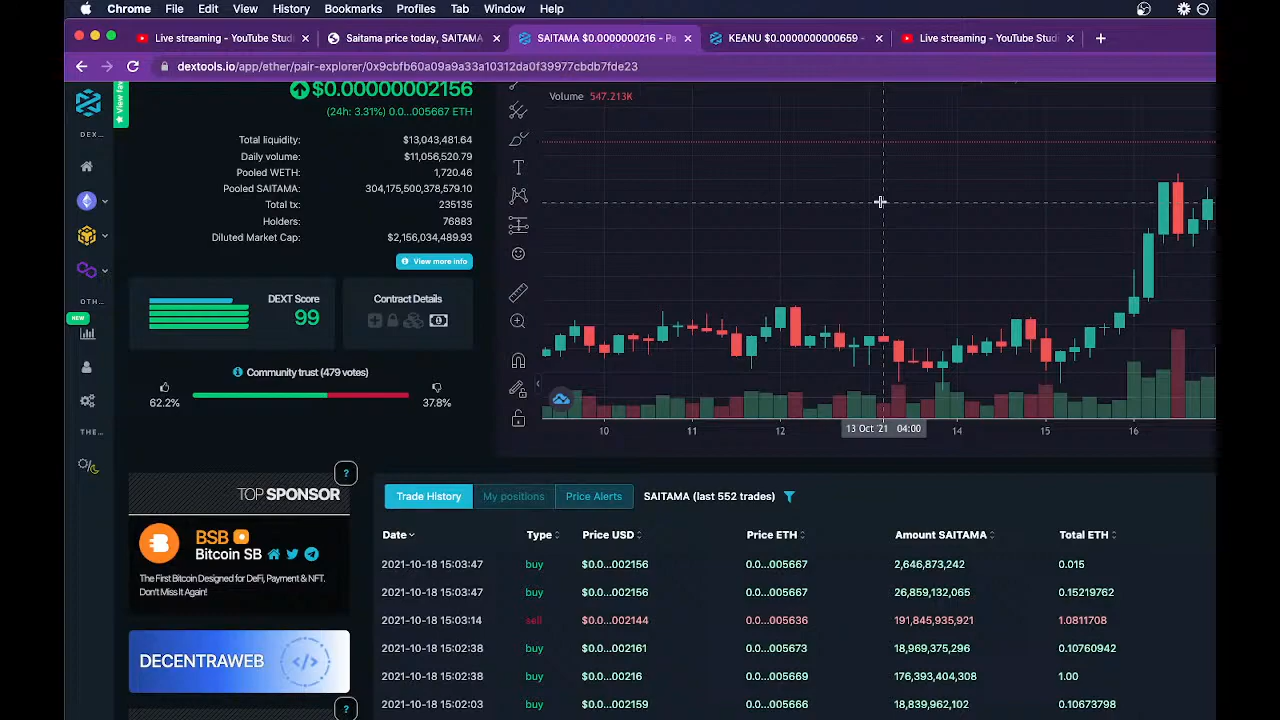 Chrome File Edit View History Bookmarks Profiles Tab Window Help
Live streaming - YouTube Studi
Saitama price today, SAITAMA
SAITAMA $0.0000000216 - Pa
KEANU $0.0000000000659 -
Live streaming - YouTube Studi
dextools.io/app/ether/pair-explorer/0x9cbfb60a09a9a33a10312da0f39977cbdb7fde23
View fav
DEX...
OTH...
NEW
THE...
$0.00000002156
(24h: 3.31%) 0.0...005667 ETH
Total liquidity: $13,043,481.64
Daily volume: $11,056,520.79
Pooled WETH: 1,720.46
Pooled SAITAMA: 304,175,500,378,579.10
Total tx: 235135
Holders: 76883
Diluted Market Cap: $2,156,034,489.93
View more info
DEXT Score
99
Contract Details
Community trust (479 votes)
62.2%
37.8%
Volume 547.213K
10 11 12 13 Oct '21 04:00 14 15 16
?
TOP SPONSOR
BSB
Bitcoin SB
The First Bitcoin Designed for DeFi, Payment & NFT.
Don't Miss It Again!
DECENTRAWEB
?
Trade History My positions Price Alerts SAITAMA (last 552 trades)
Date Type Price USD Price ETH Amount SAITAMA Total ETH
2021-10-18 15:03:47 buy $0.0...002156 0.0...005667 2,646,873,242 0.015
2021-10-18 15:03:47 buy $0.0...002156 0.0...005667 26,859,132,065 0.15219762
2021-10-18 15:03:14 sell $0.0...002144 0.0...005636 191,845,935,921 1.0811708
2021-10-18 15:02:38 buy $0.0...002161 0.0...005673 18,969,375,296 0.10760942
2021-10-18 15:02:38 buy $0.0...00216 0.0...005669 176,393,404,308 1.00
2021-10-18 15:02:03 buy $0.0...002159 0.0...005666 18,839,962,102 0.10673798